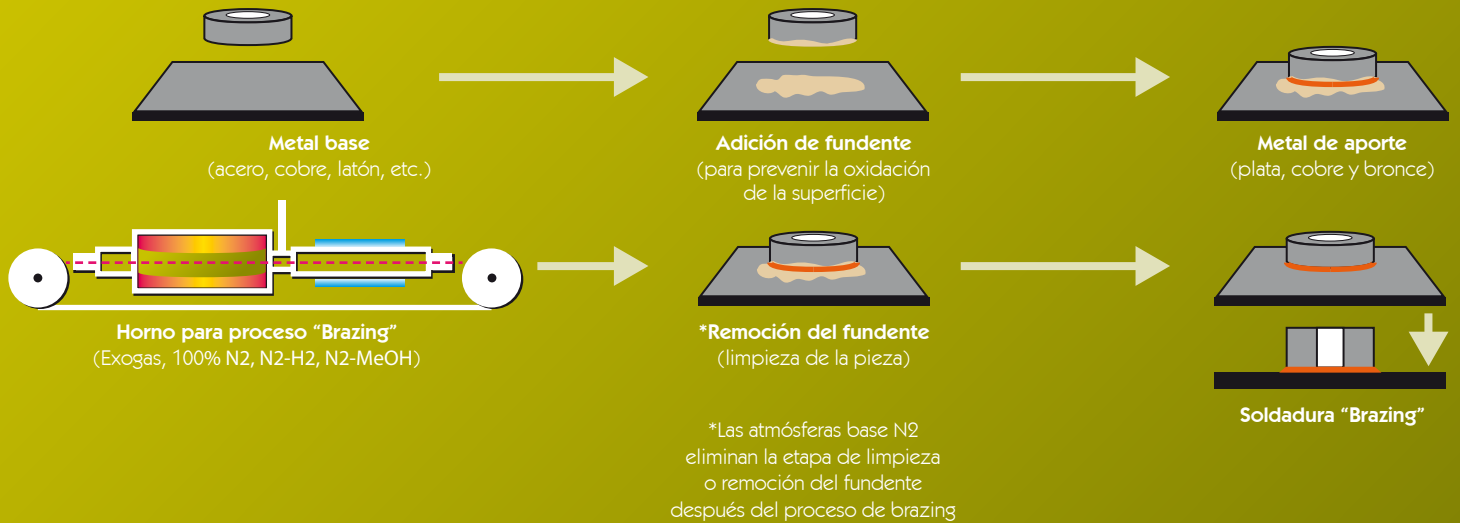 Metal base
(acero, cobre, latón, etc.)
Adición de fundente
(para prevenir la oxidación
de la superficie)
Metal de aporte
(plata, cobre y bronce)
Horno para proceso “Brazing”
(Exogas, 100% N2, N2-H2, N2-MeOH)
*Remoción del fundente
(limpieza de la pieza)
Soldadura “Brazing”
*Las atmósferas base N2
eliminan la etapa de limpieza
o remoción del fundente
después del proceso de brazing